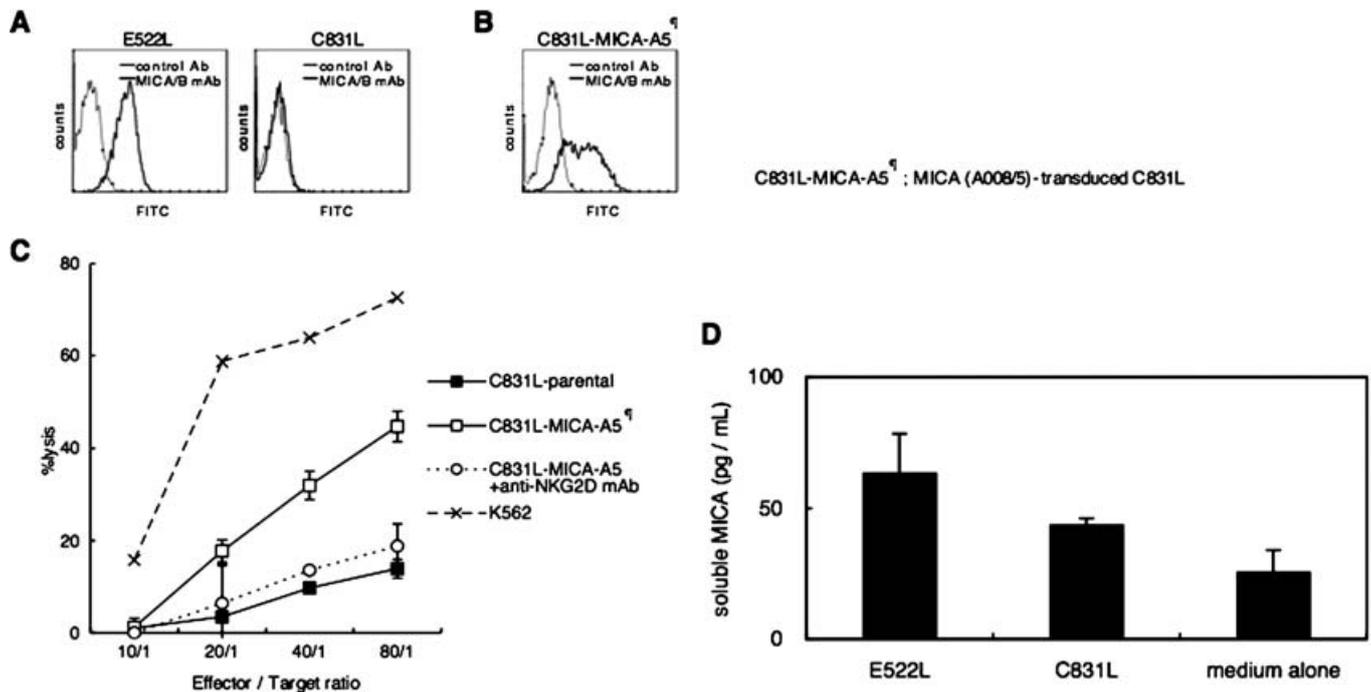 A
E522L
control Ab
MICA/B mAb
counts
FITC
C831L
control Ab
MICA/B mAb
counts
FITC
B
C831L-MICA-A5¶
control Ab
MICA/B mAb
counts
FITC
C831L-MICA-A5¶ ; MICA (A008/5)-transduced C831L
C
80
60
40
20
0
%lysis
10/1
20/1
40/1
80/1
Effector / Target ratio
C831L-parental
C831L-MICA-A5¶
C831L-MICA-A5
+anti-NKG2D mAb
K562
D
100
50
0
soluble MICA (pg / mL)
E522L
C831L
medium alone